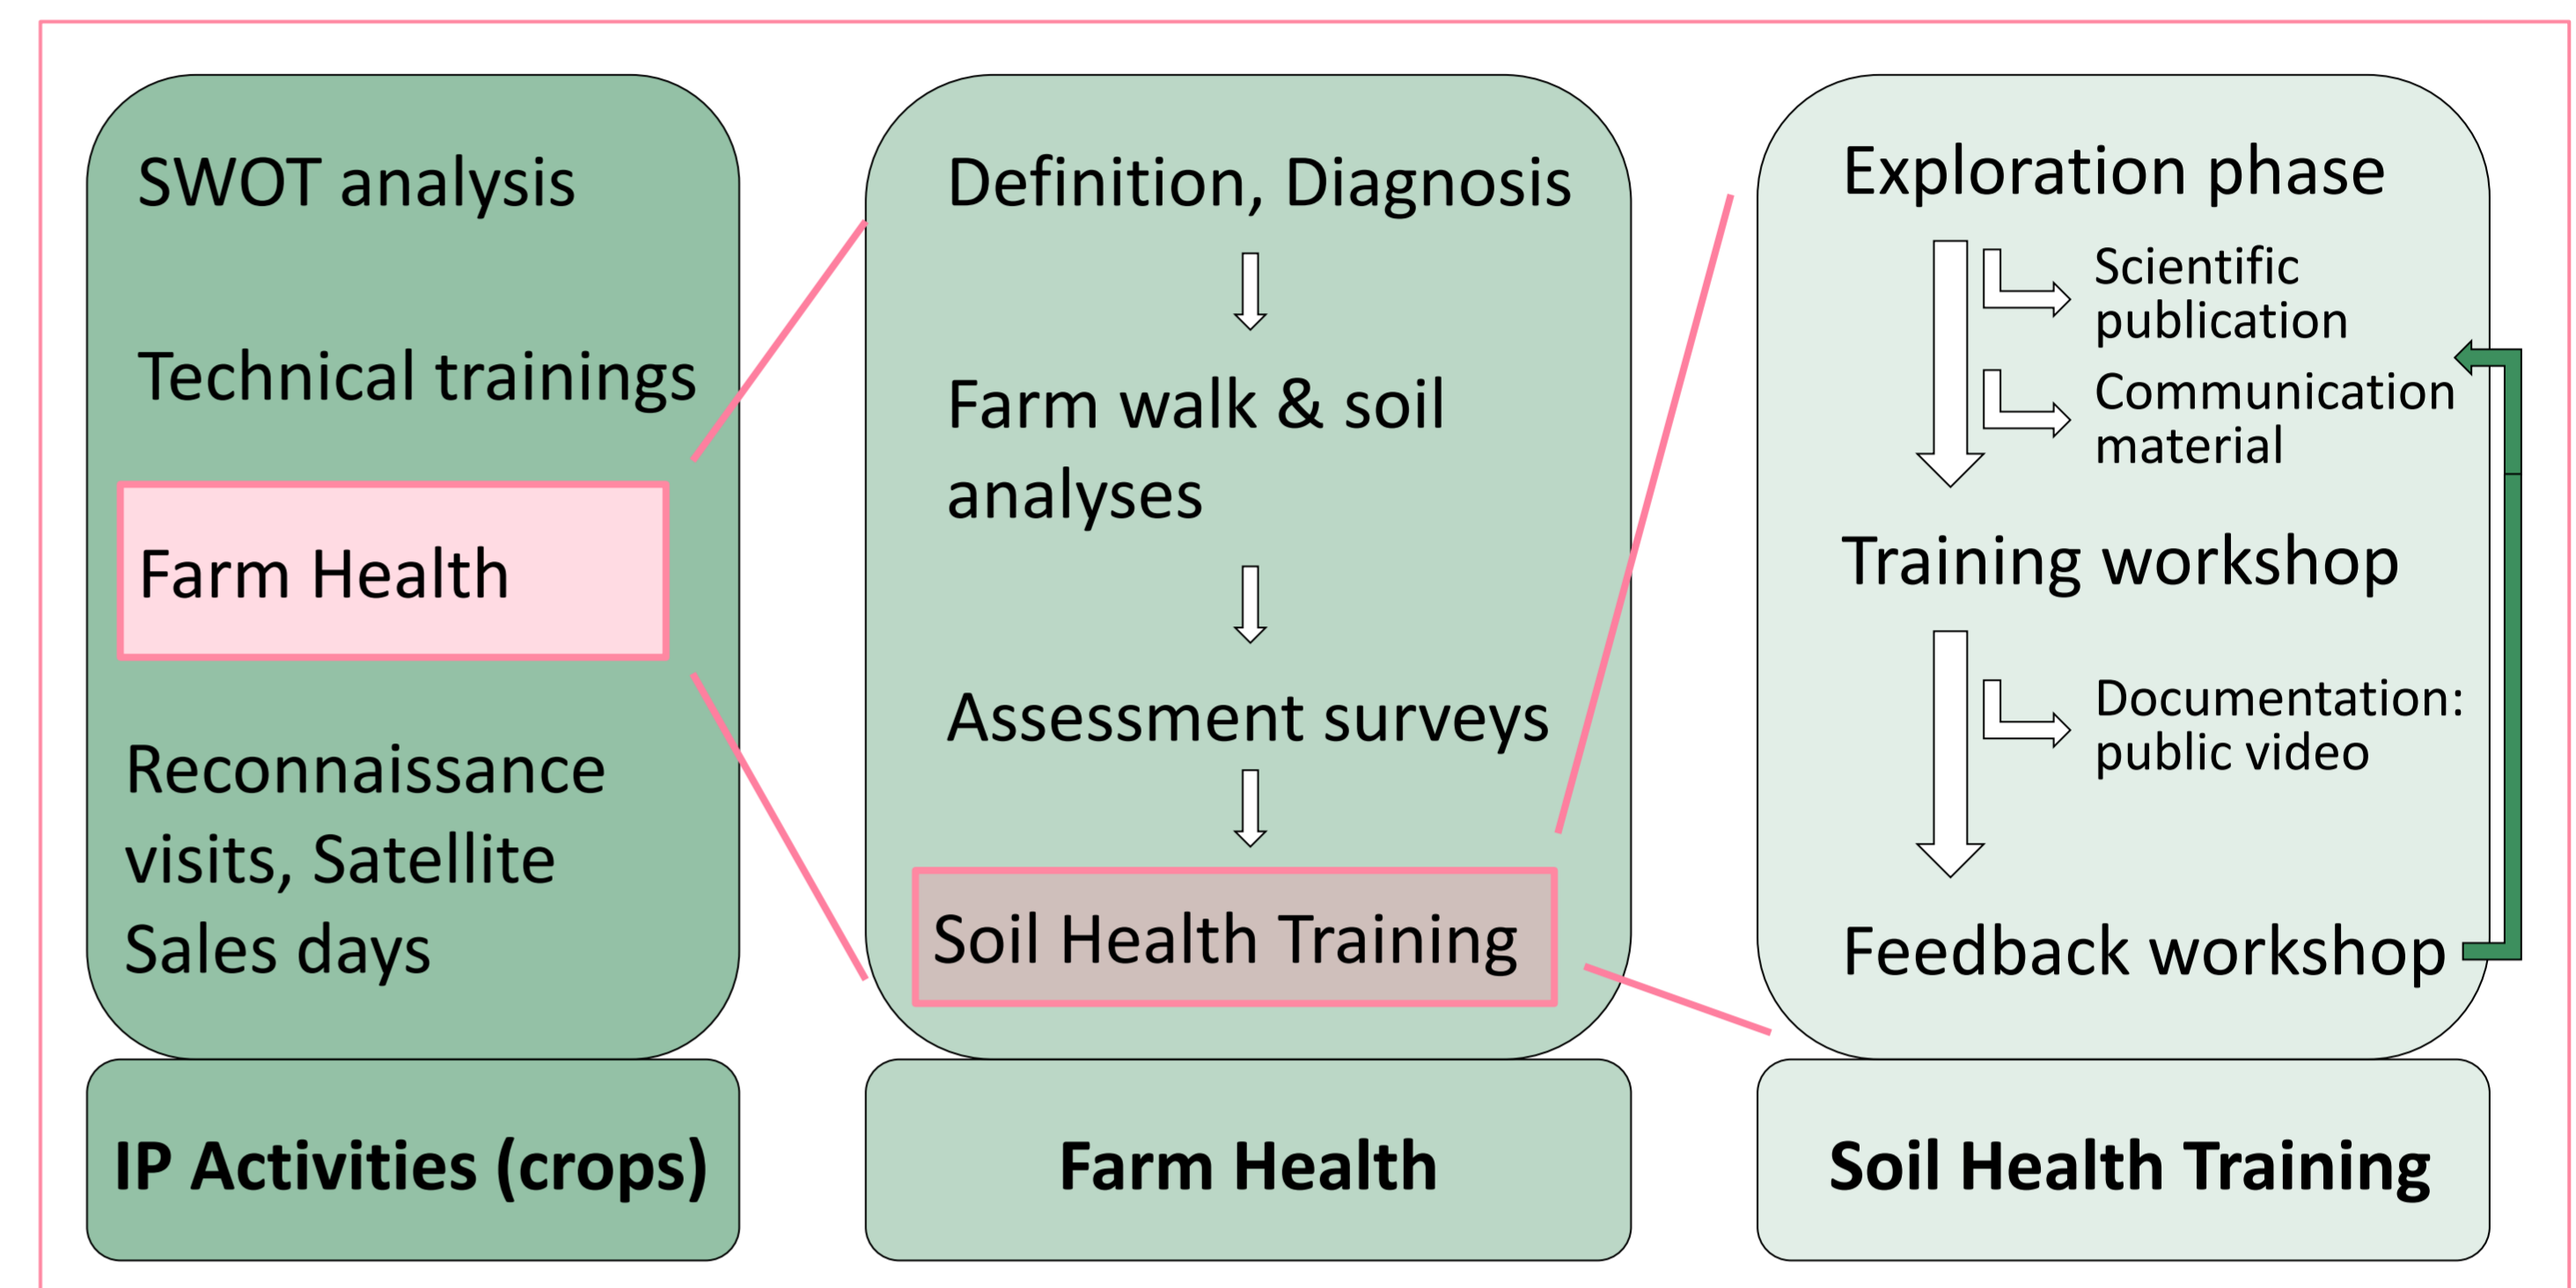 SWOT analysis
Technical trainings
Farm Health
Reconnaissance
visits, Satellite
Sales days
IP Activities (crops)
Definition, Diagnosis
Farm walk & soil
analyses
Assessment surveys
Soil Health Training
Farm Health
Exploration phase
Scientific
publication
Communication
material
Training workshop
Documentation:
public video
Feedback workshop
Soil Health Training